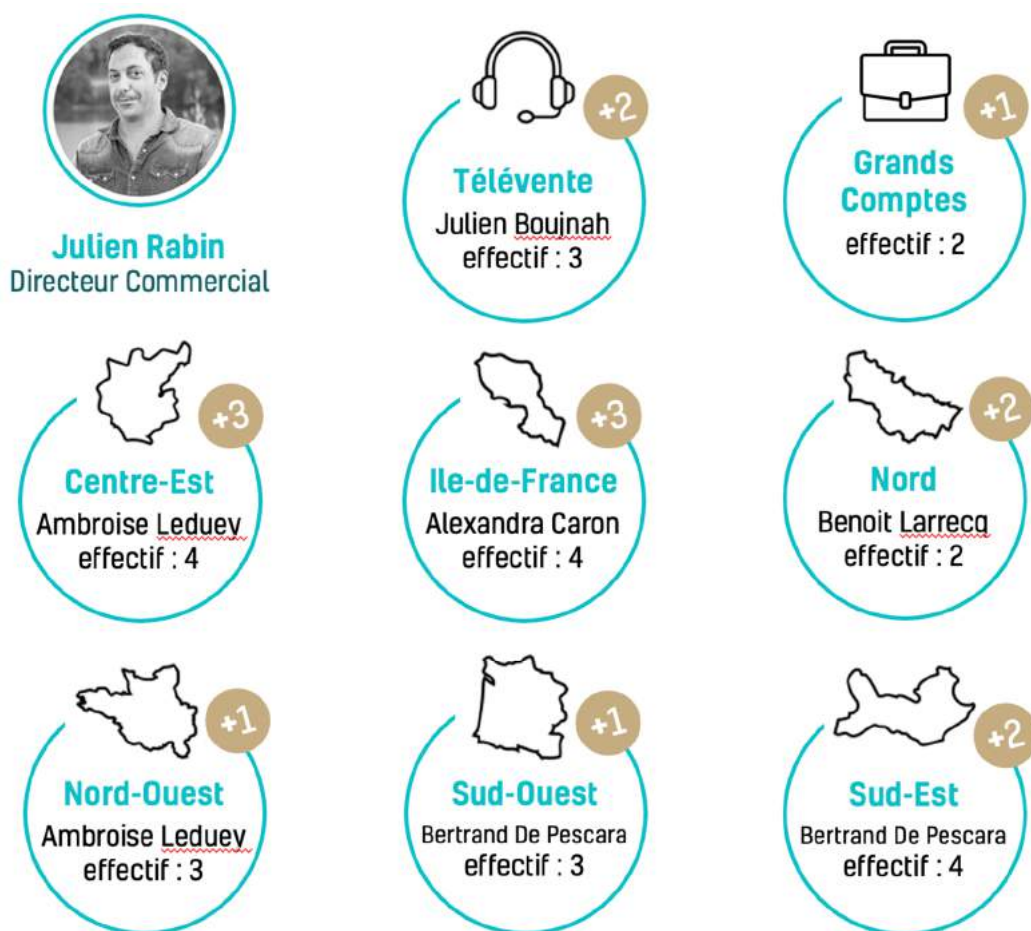 Julien Rabin
Directeur Commercial
+2
Télévente
Julien Boujnah
effectif : 3
+1
Grands
Comptes
effectif : 2
+3
Centre-Est
Ambroise Leduey
effectif : 4
+3
Ile-de-France
Alexandra Caron
effectif : 4
+2
Nord
Benoit Larrecq
effectif : 2
+1
Nord-Ouest
Ambroise Leduey
effectif : 3
+1
Sud-Ouest
Bertrand De Pescara
effectif : 3
+2
Sud-Est
Bertrand De Pescara
effectif : 4